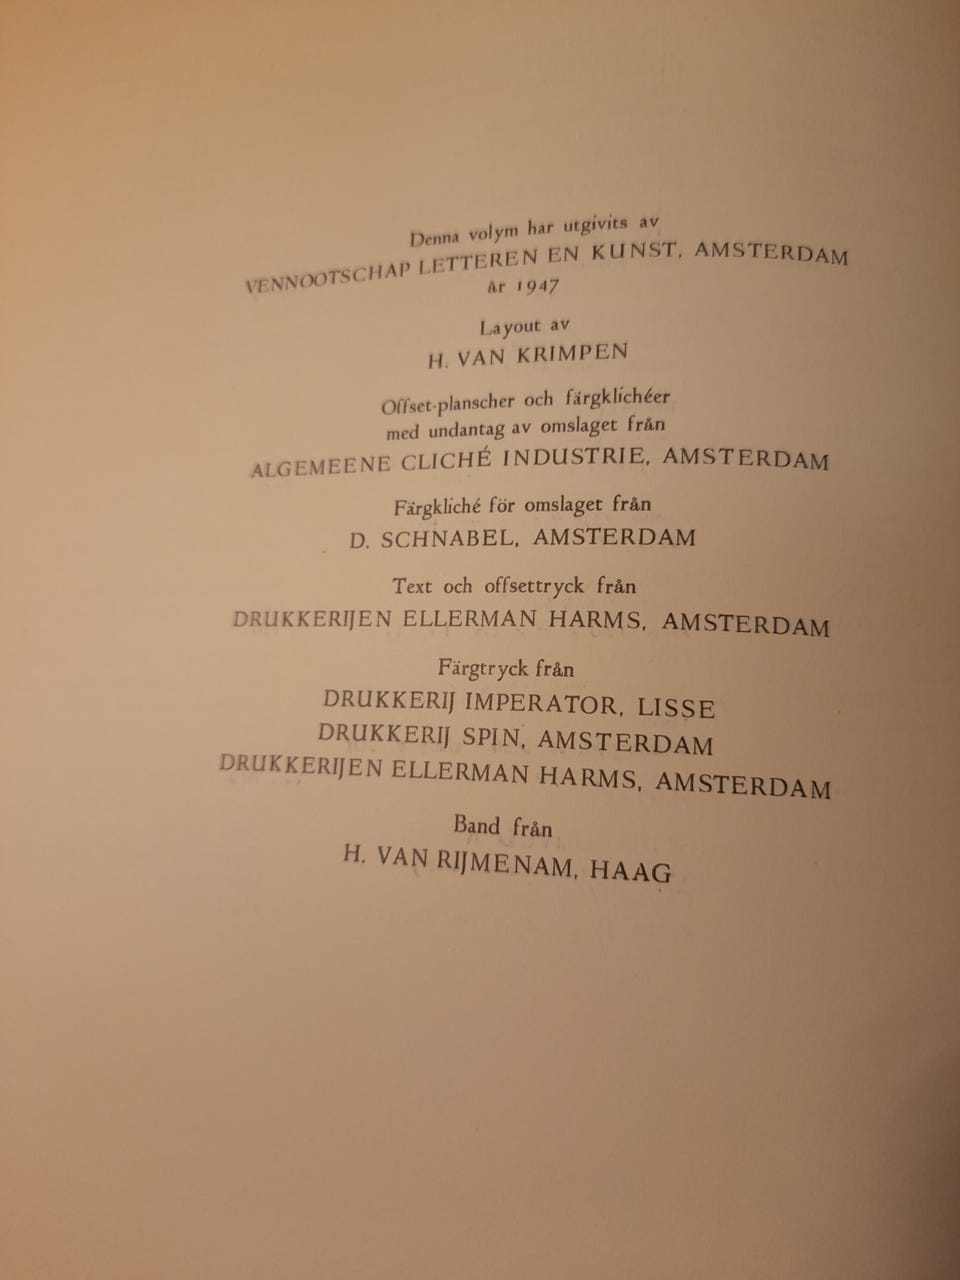 Denna volym har utgivits av
VENNOOTSCHAP LETTEREN EN KUNST, AMSTERDAM
år 1947
Layout av
H. VAN KRIMPEN
Offset-planscher och färgklichéer
med undantag av omslaget från
ALGEMEENE CLICHÉ INDUSTRIE, AMSTERDAM
Färgkliché för omslaget från
D. SCHNABEL, AMSTERDAM
Text och offsettryck från
DRUKKERIJEN ELLERMAN HARMS, AMSTERDAM
Färgtryck från
DRUKKERIJ IMPERATOR, LISSE
DRUKKERIJ SPIN, AMSTERDAM
DRUKKERIJEN ELLERMAN HARMS, AMSTERDAM
Band från
H. VAN RIJMENAM, HAAG